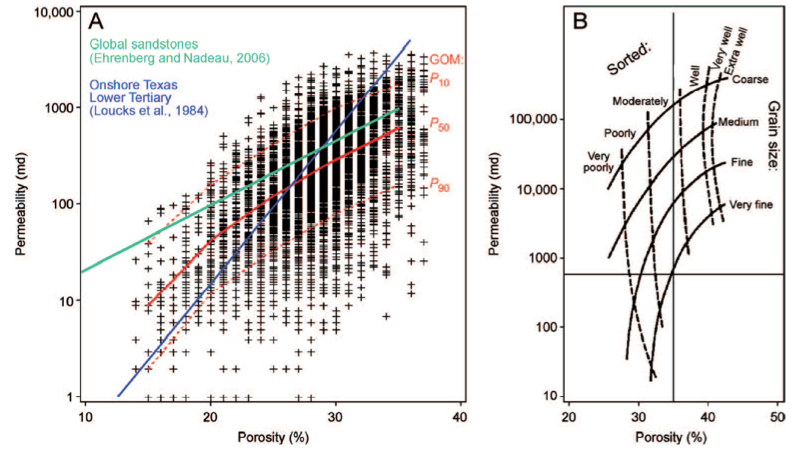 A
10,000
1000
100
10
1
Permeability (md)
Global sandstones
(Ehrenberg and Nadeau, 2006)
Onshore Texas
Lower Tertiary
(Loucks et al., 1984)
GOM:
P10
P50
P90
10
20
30
40
Porosity (%)
B
100,000
10,000
1000
100
10
Permeability (md)
Sorted:
Very
poorly
Poorly
Moderately
Well
Very well
Extra well
Grain size:
Coarse
Medium
Fine
Very fine
20
30
40
50
Porosity (%)